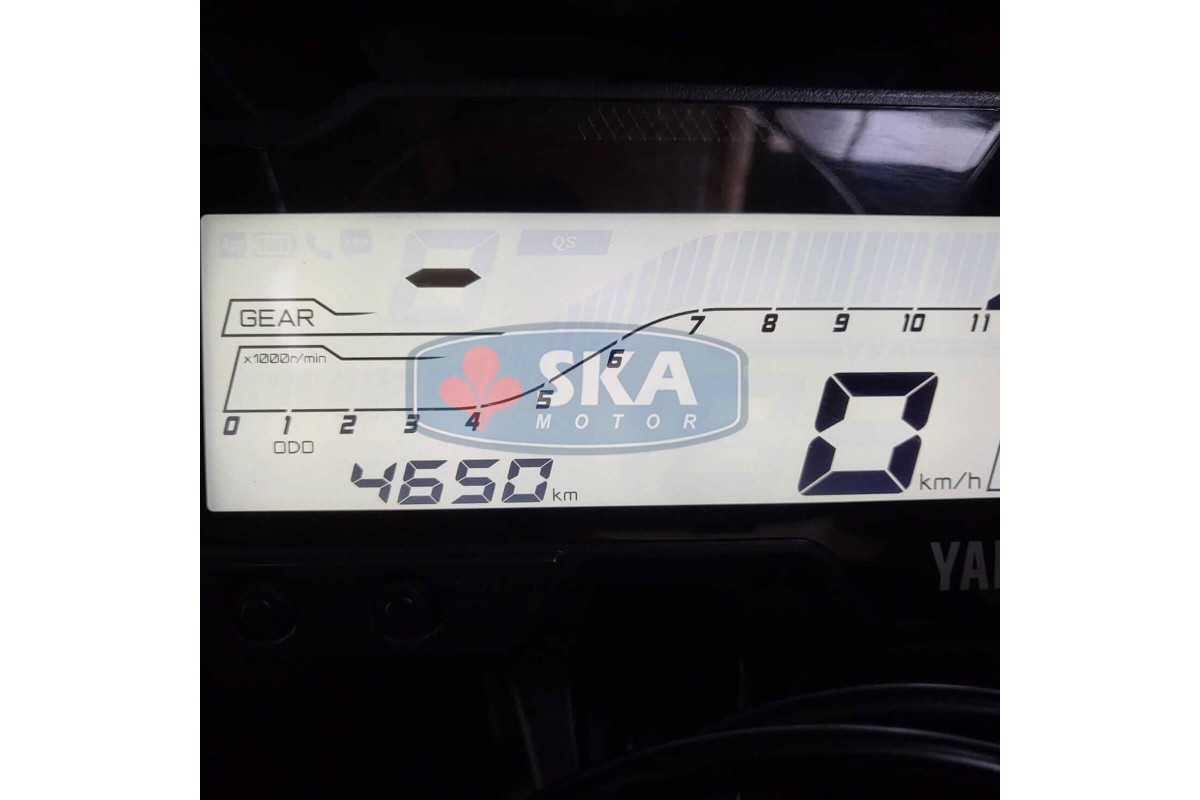 QS
GEAR
x1000r/min
0 1 2 3 4 5 6 7 8 9 10 11
SKA
MOTOR
ODO
4650 km
0 km/h